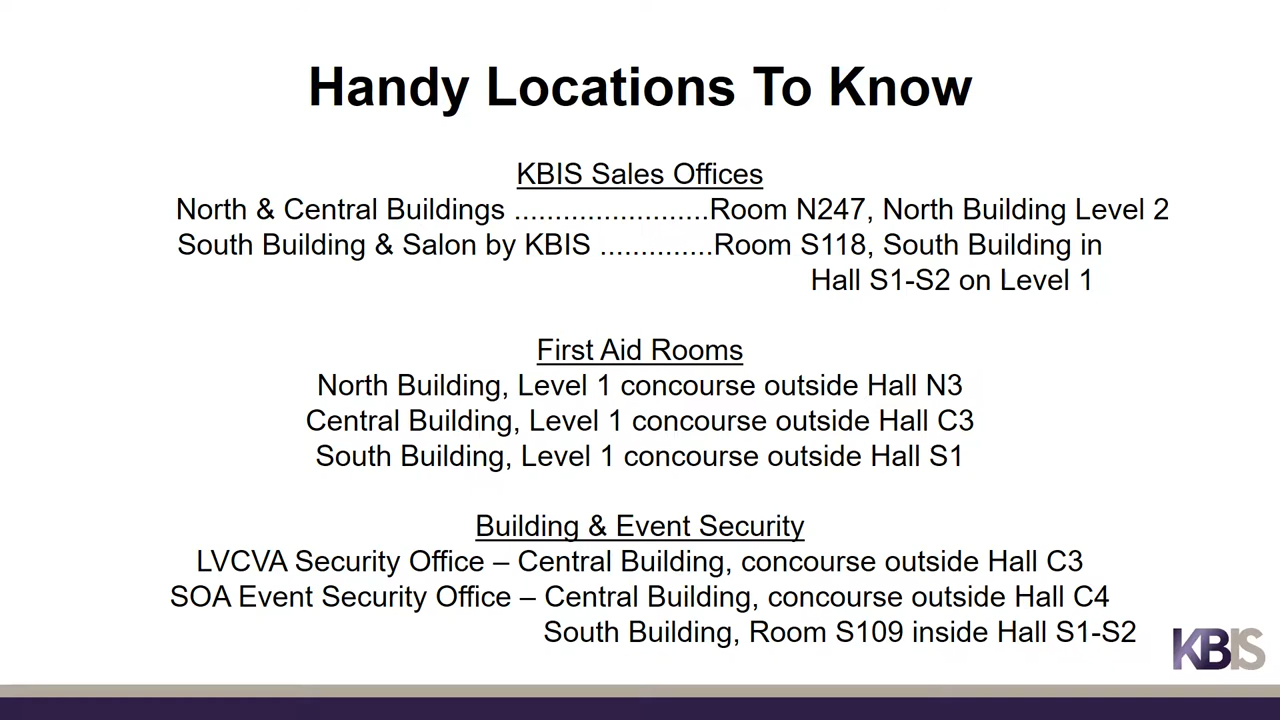 Handy Locations To Know
KBIS Sales Offices
North & Central Buildings ........................Room N247, North Building Level 2
South Building & Salon by KBIS ..............Room S118, South Building in
Hall S1-S2 on Level 1
First Aid Rooms
North Building, Level 1 concourse outside Hall N3
Central Building, Level 1 concourse outside Hall C3
South Building, Level 1 concourse outside Hall S1
Building & Event Security
LVCVA Security Office – Central Building, concourse outside Hall C3
SOA Event Security Office – Central Building, concourse outside Hall C4
South Building, Room S109 inside Hall S1-S2
KBIS